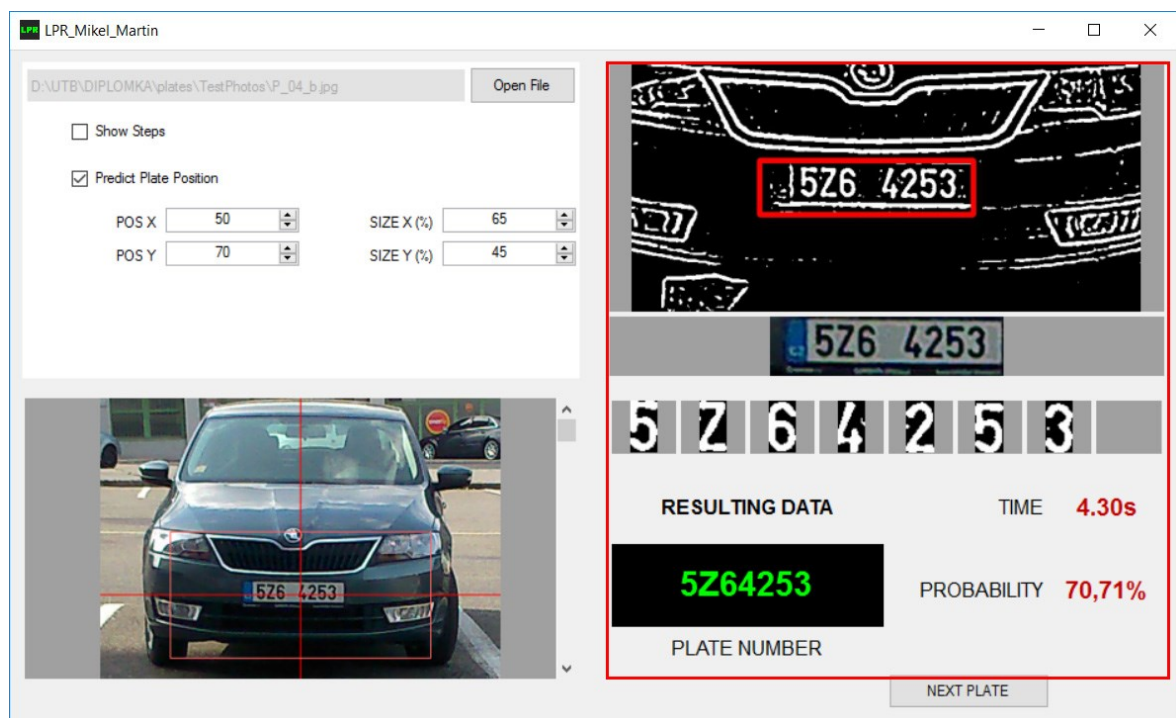 LPR LPR_Mikel_Martin
D:\UTB\DIPLOMKA\plates\TestPhotos\P_04_b.jpg
Open File
Show Steps
Predict Plate Position
POS X 50 SIZE X (%) 65
POS Y 70 SIZE Y (%) 45
5Z6 4253
5Z6 4253
CZ 5Z6 4253
5 Z 6 4 2 5 3
RESULTING DATA
TIME 4.30s
5Z64253
PROBABILITY 70,71%
PLATE NUMBER
NEXT PLATE